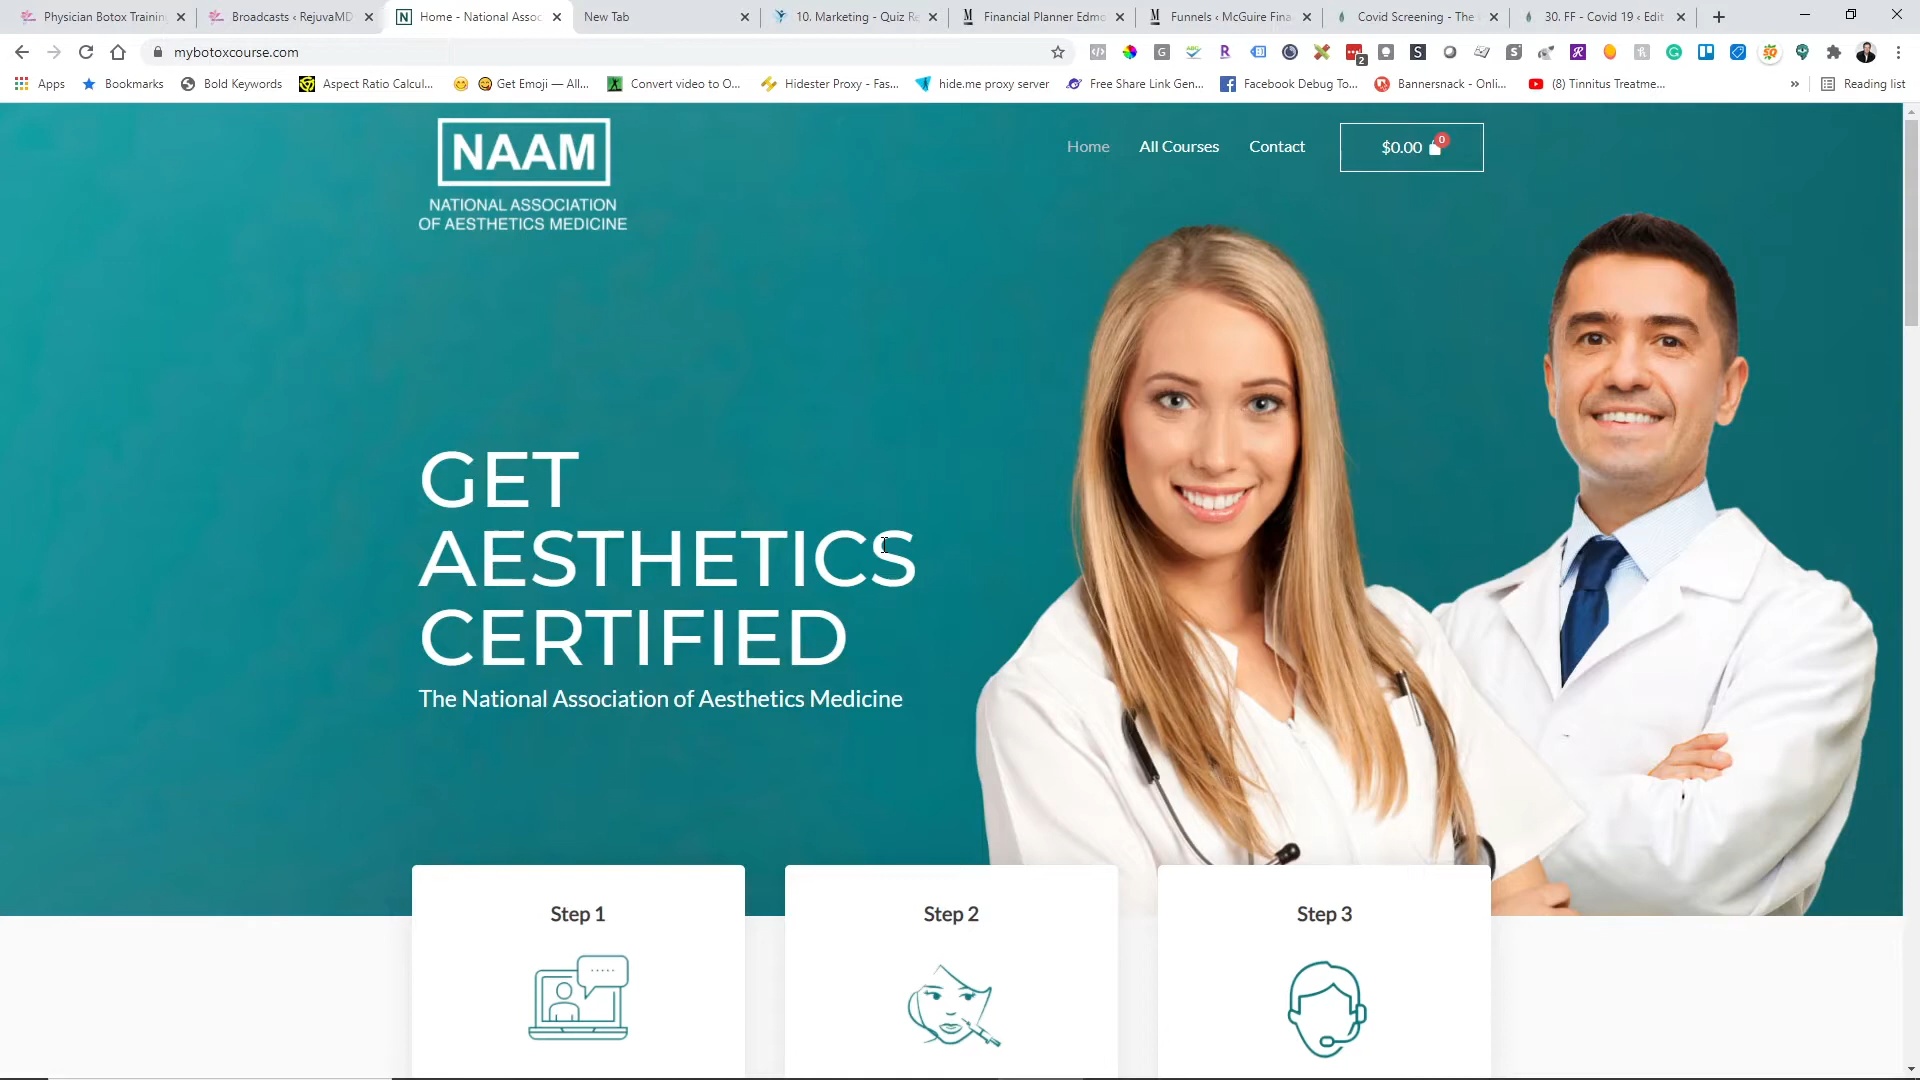 Physician Botox Trainin
Broadcasts ‹ RejuvaMD
Home - National Assoc
New Tab
10. Marketing - Quiz Re
Financial Planner Edmo
Funnels ‹ McGuire Fina
Covid Screening - The
30. FF - Covid 19 ‹ Edit
mybotoxcourse.com
Apps
Bookmarks
Bold Keywords
Aspect Ratio Calcul...
Get Emoji — All...
Convert video to O...
Hidester Proxy - Fas...
hide.me proxy server
Free Share Link Gen...
Facebook Debug To...
Bannersnack - Onli...
(8) Tinnitus Treatme...
Reading list
NAAM
NATIONAL ASSOCIATION
OF AESTHETICS MEDICINE
Home
All Courses
Contact
$0.00
0
GET
AESTHETICS
CERTIFIED
The National Association of Aesthetics Medicine
Step 1
Step 2
Step 3